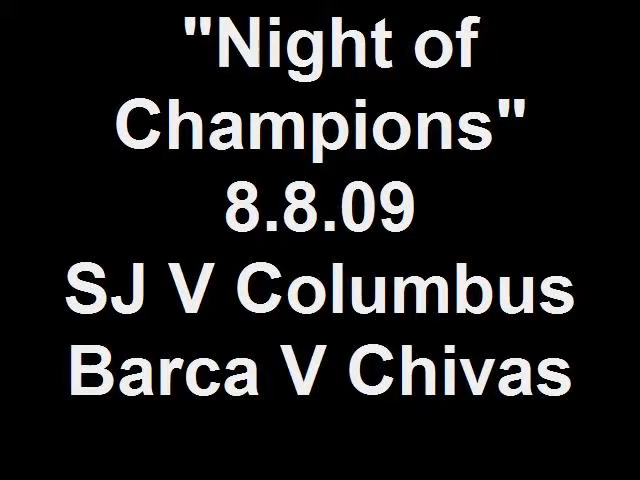 "Night of
Champions"
8.8.09
SJ V Columbus
Barca V Chivas